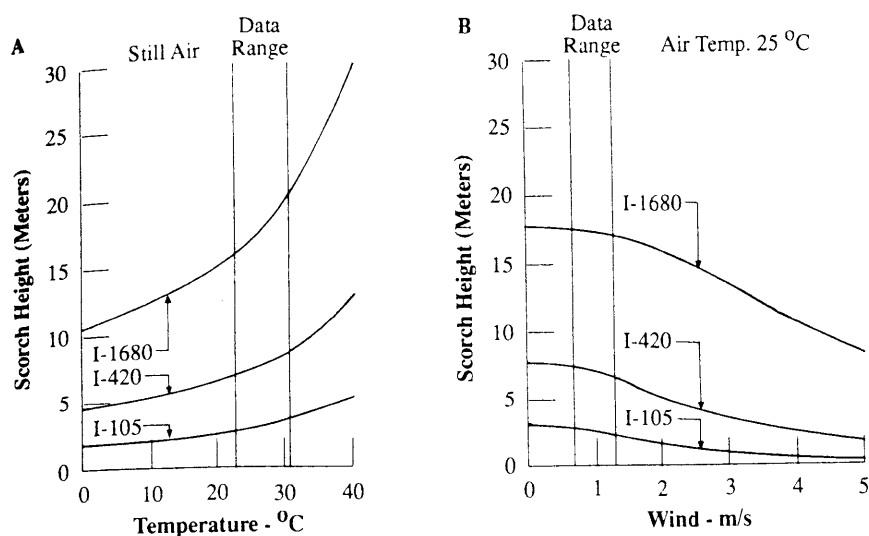 A
Still Air
Data
Range
30
25
20
15
10
5
0
Scorch Height (Meters)
I-1680
I-420
I-105
0 10 20 30 40
Temperature - °C
B
Data
Range
Air Temp. 25 °C
30
25
20
15
10
5
0
Scorch Height (Meters)
I-1680
I-420
I-105
0 1 2 3 4 5
Wind - m/s